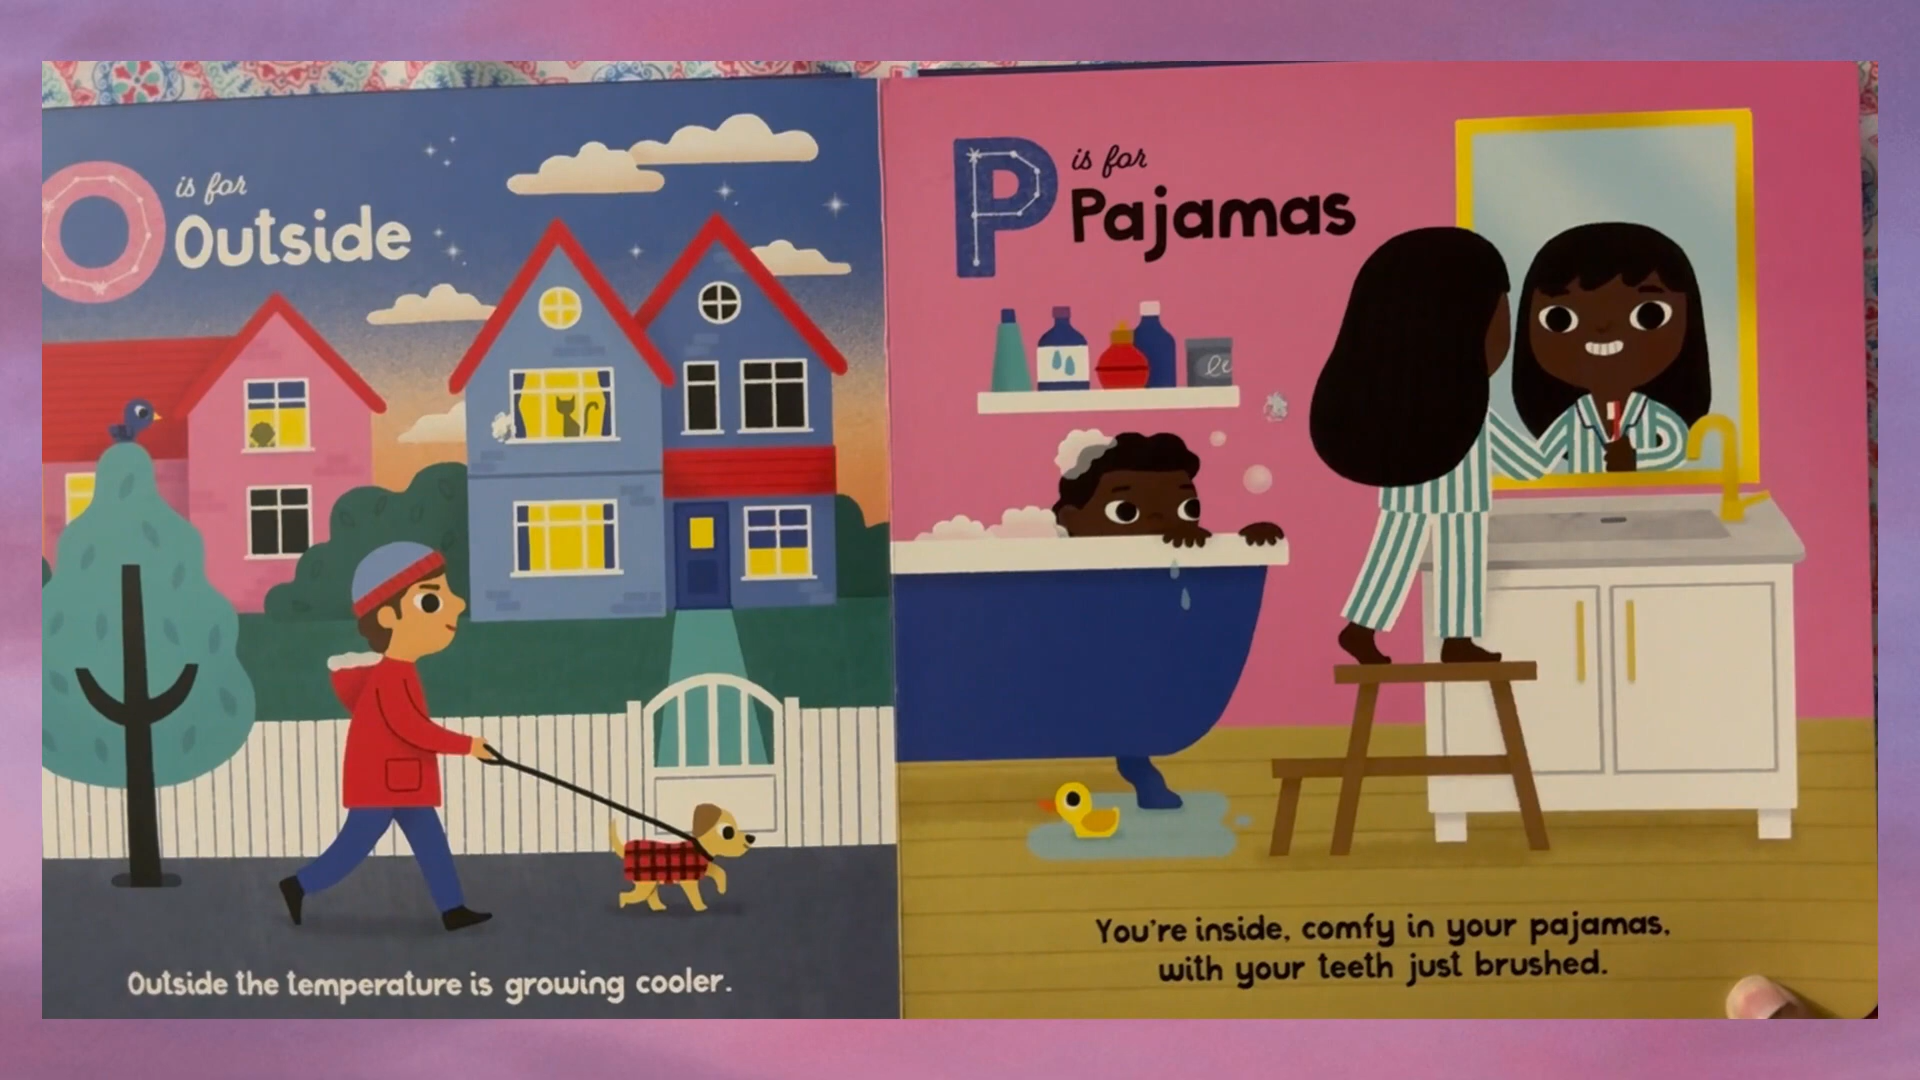 O is for
Outside
Outside the temperature is growing cooler.
P is for
Pajamas
You're inside, comfy in your pajamas,
with your teeth just brushed.